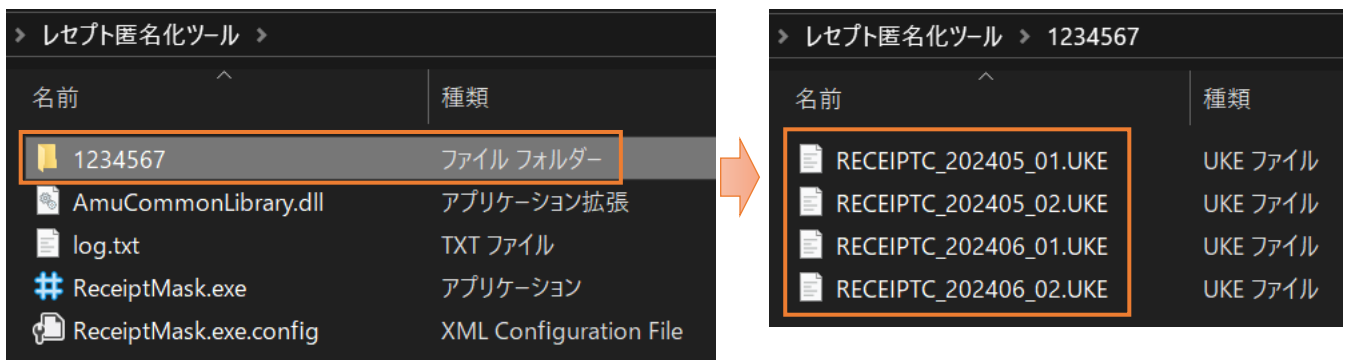 > レセプト匿名化ツール >
名前 種類
1234567 ファイル フォルダー
AmuCommonLibrary.dll アプリケーション拡張
log.txt TXT ファイル
ReceiptMask.exe アプリケーション
ReceiptMask.exe.config XML Configuration File
> レセプト匿名化ツール > 1234567
名前 種類
RECEIPTC_202405_01.UKE UKE ファイル
RECEIPTC_202405_02.UKE UKE ファイル
RECEIPTC_202406_01.UKE UKE ファイル
RECEIPTC_202406_02.UKE UKE ファイル